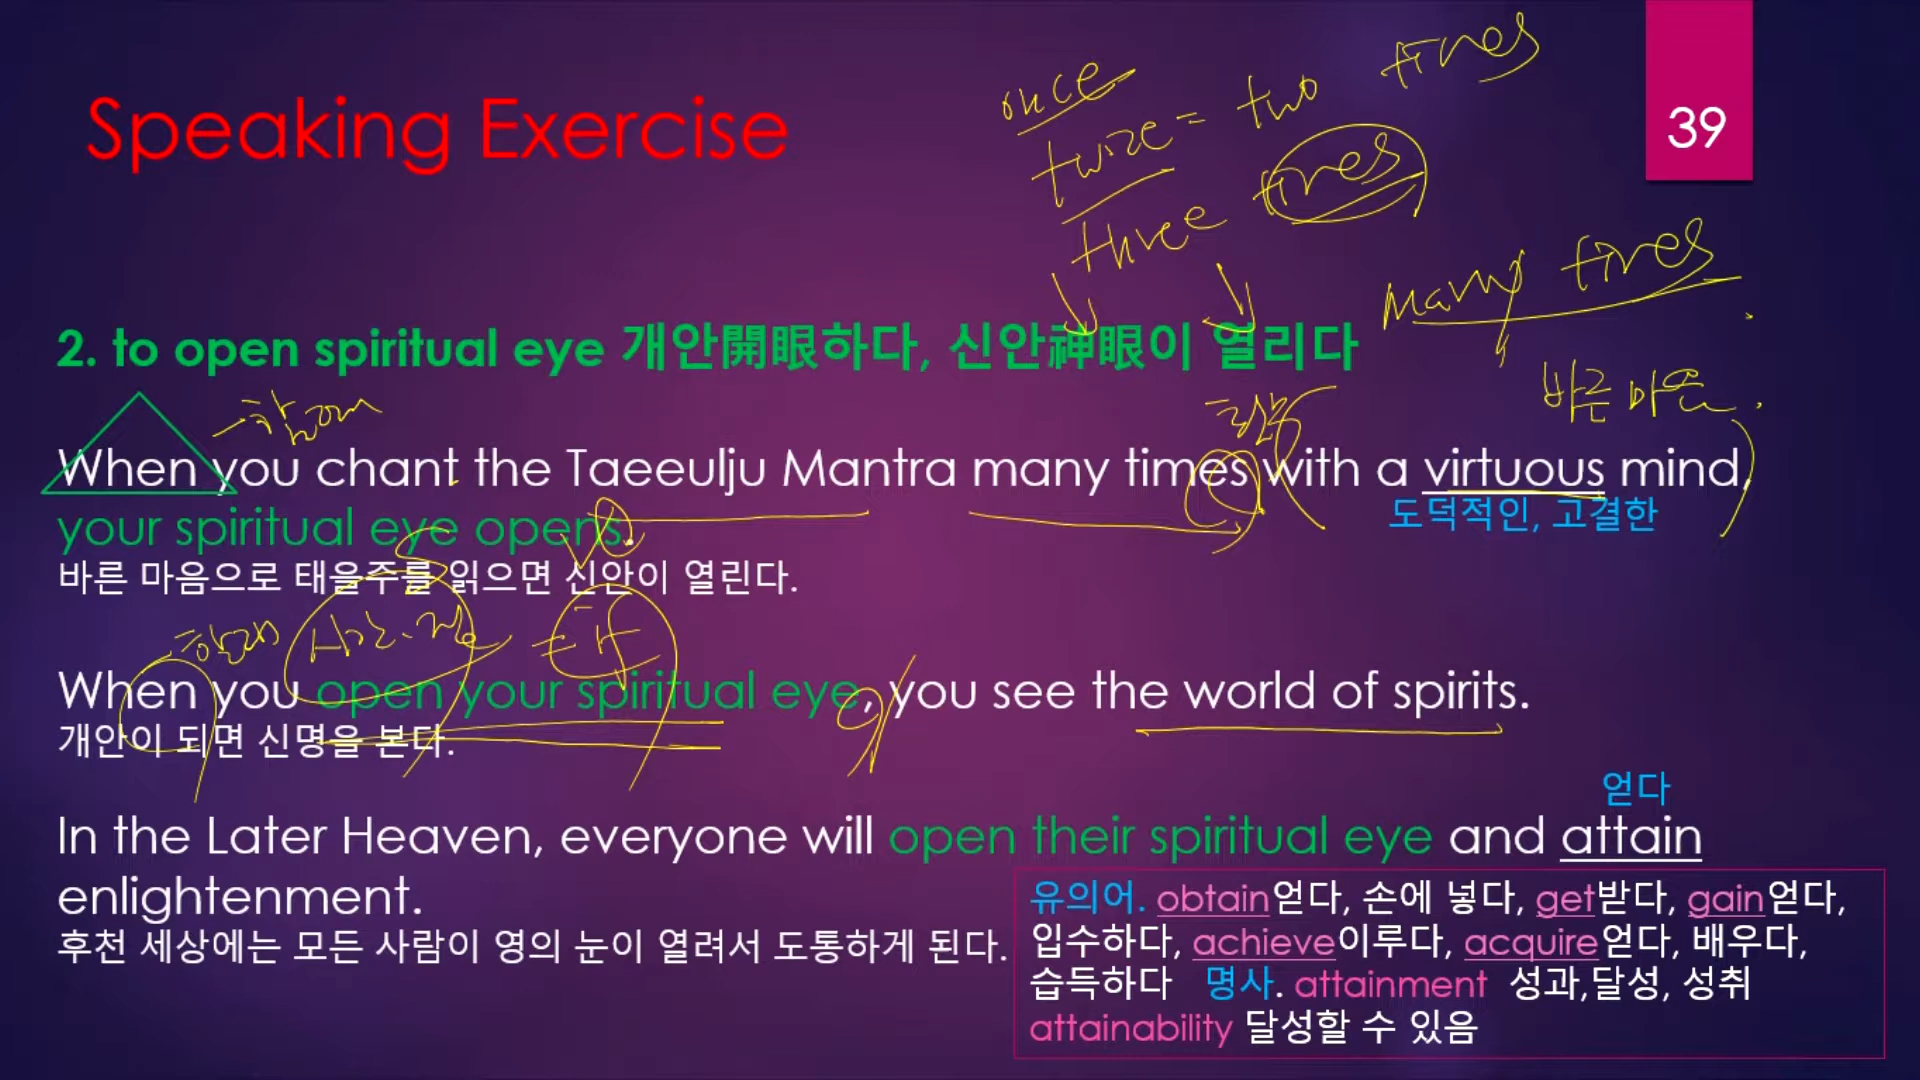 Speaking Exercise
39
once
twize = two times
three times
many times
바른 마음
2. to open spiritual eye 개안開眼하다, 신안神眼이 열리다
When you chant the Taeeulju Mantra many times with a virtuous mind,
도덕적인, 고결한
your spiritual eye opens.
바른 마음으로 태을주를 읽으면 신안이 열린다.
When you open your spiritual eye, you see the world of spirits.
개안이 되면 신명을 본다.
얻다
In the Later Heaven, everyone will open their spiritual eye and attain
enlightenment.
후천 세상에는 모든 사람이 영의 눈이 열려서 도통하게 된다.
유의어. obtain얻다, 손에 넣다, get받다, gain얻다,
입수하다, achieve이루다, acquire얻다, 배우다,
습득하다 명사. attainment 성과,달성, 성취
attainability 달성할 수 있음